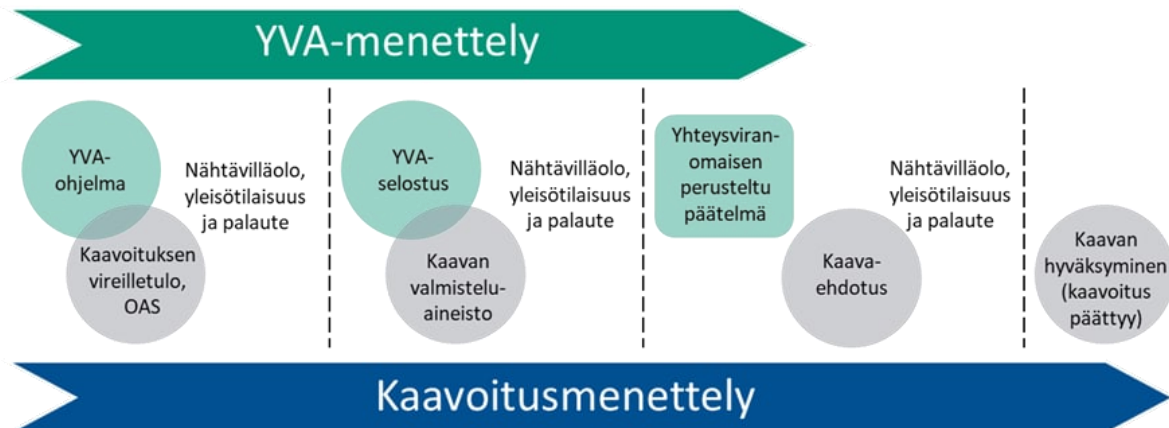 YVA-menettely
YVA-
ohjelma
Nähtävilläolo,
yleisötilaisuus
ja palaute
Kaavoituksen
vireilletulo,
OAS
YVA-
selostus
Nähtävilläolo,
yleisötilaisuus
ja palaute
Kaavan
valmistelu-
aineisto
Yhteysviran-
omaisen
perusteltu
päätelmä
Kaava-
ehdotus
Nähtävilläolo,
yleisötilaisuus
ja palaute
Kaavan
hyväksyminen
(kaavoitus
päättyy)
Kaavoitusmenettely